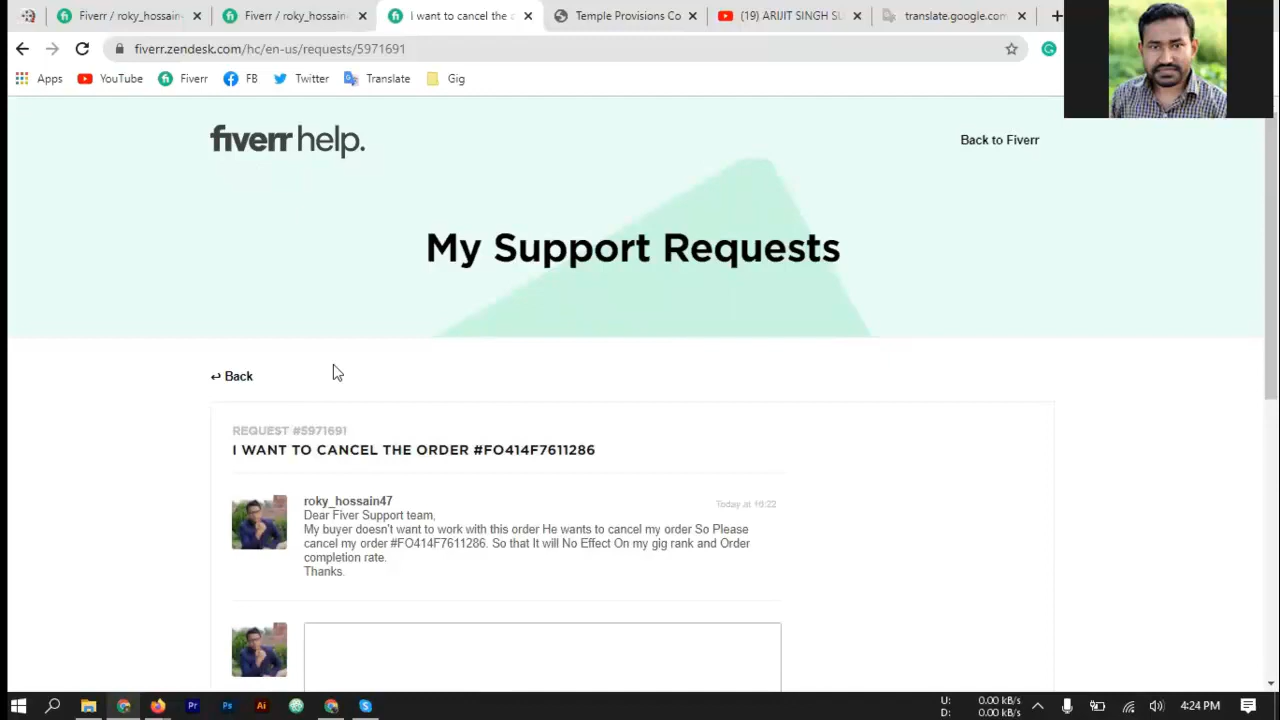 Fiverr / roky_hossain
Fiverr / roky_hossain
I want to cancel the o
Temple Provisions Co
(19) ARIJIT SINGH SU
translate.google.com
fiverr.zendesk.com/hc/en-us/requests/5971691
Apps
YouTube
Fiverr
FB
Twitter
Translate
Gig
fiverr help.
Back to Fiverr
My Support Requests
Back
REQUEST #5971691
I WANT TO CANCEL THE ORDER #FO414F7611286
roky_hossain47
Today at 16:22
Dear Fiver Support team,
My buyer doesn't want to work with this order He wants to cancel my order So Please
cancel my order #FO414F7611286. So that It will No Effect On my gig rank and Order
completion rate.
Thanks.
Pr
Ps
Ai
U: 0.00 kB/s
D: 0.00 kB/s
4:24 PM